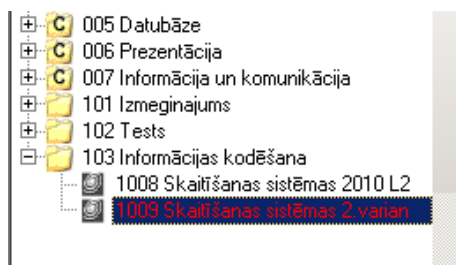 C 005 Datubāze
C 006 Prezentācija
C 007 Informācija un komunikācija
101 Izmeginajums
102 Tests
103 Informācijas kodēšana
1008 Skaitīšanas sistēmas 2010 L2
1009 Skaitīšanas sistēmas 2.varian